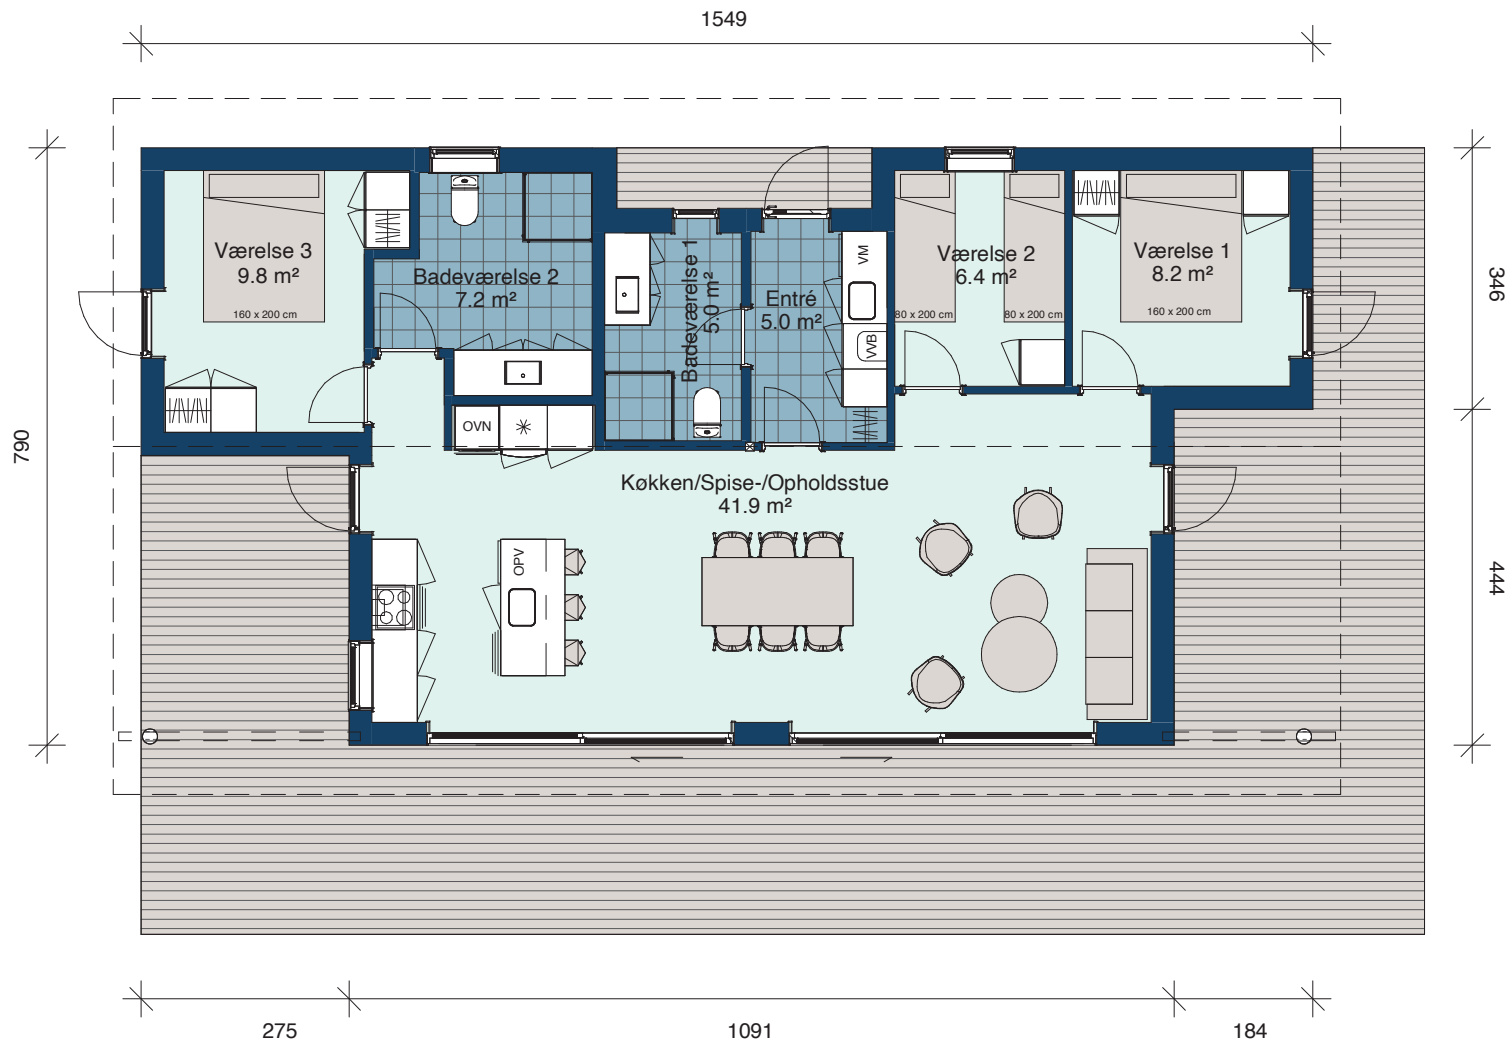 1549
Værelse 3
9.8 m²
160 x 200 cm
Badeværelse 2
7.2 m²
Badeværelse 1
5.0 m²
Entré
5.0 m²
VM
VVB
Værelse 2
6.4 m²
80 x 200 cm
80 x 200 cm
Værelse 1
8.2 m²
160 x 200 cm
346
790
OVN
Køkken/Spise-/Opholdsstue
41.9 m²
OPV
444
275
1091
184